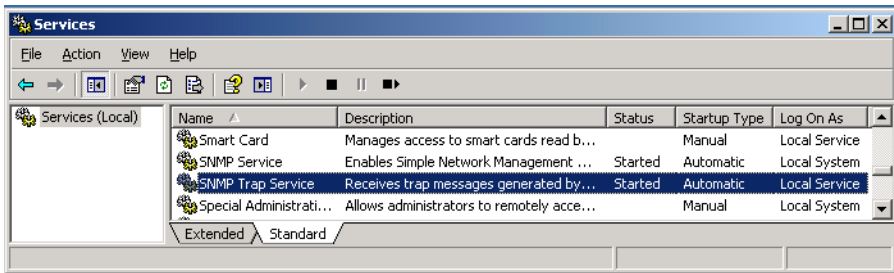 Services
File Action View Help
Services (Local)
Name Description Status Startup Type Log On As
Smart Card Manages access to smart cards read b... Manual Local Service
SNMP Service Enables Simple Network Management ... Started Automatic Local System
SNMP Trap Service Receives trap messages generated by... Started Automatic Local Service
Special Administrati... Allows administrators to remotely acce... Manual Local System
Extended Standard